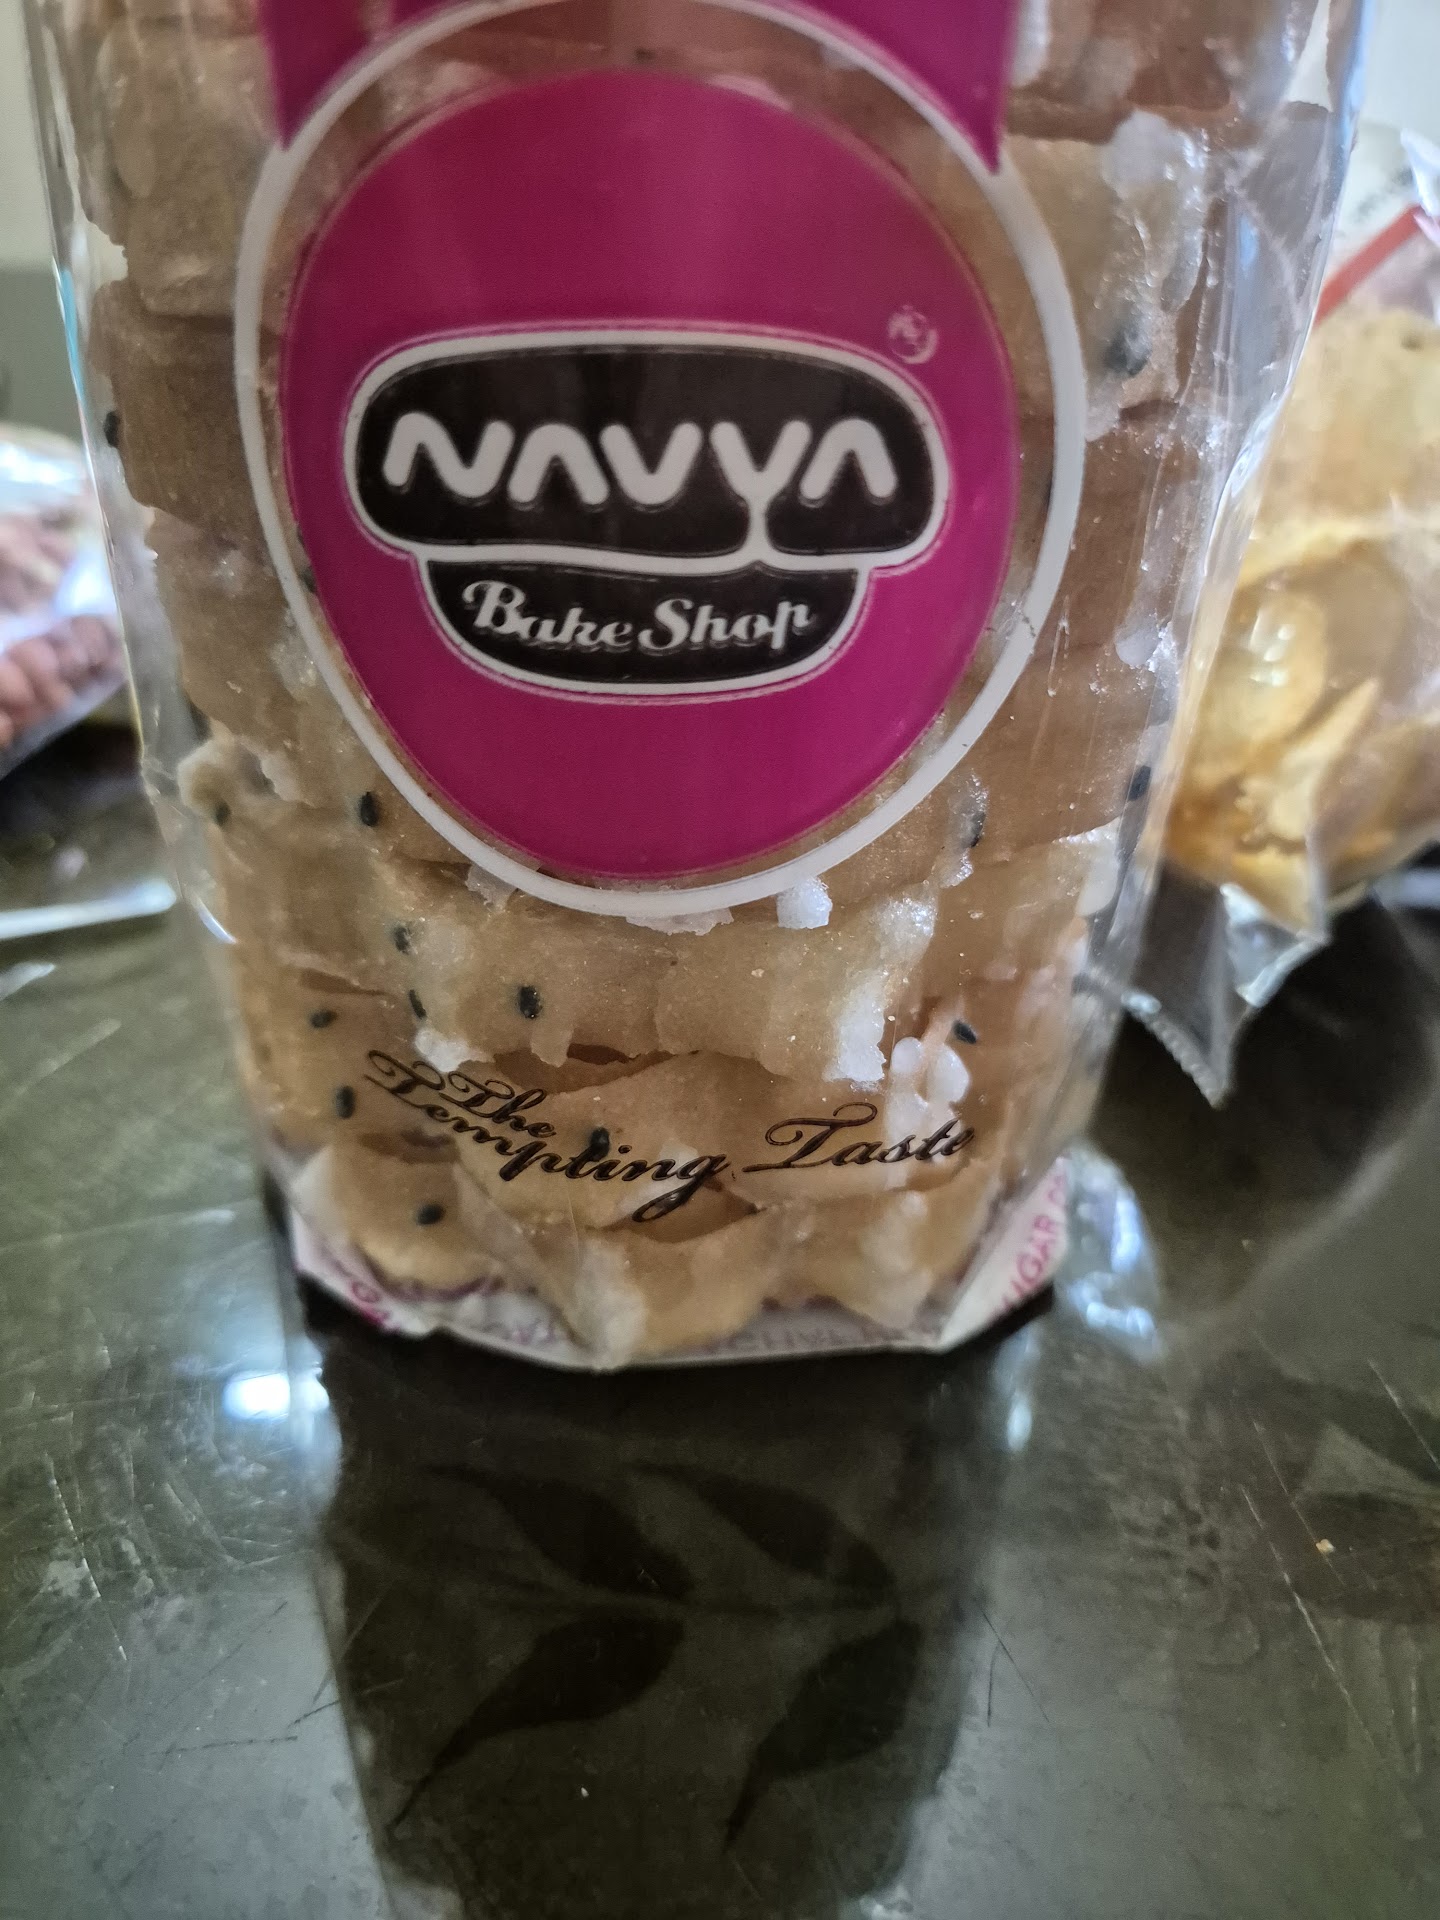 NAVYA
Bake Shop
The
Tempting Taste